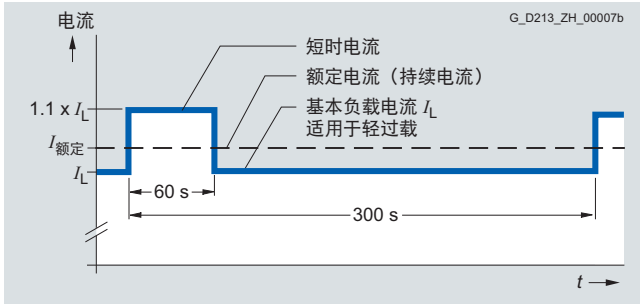 电流
G_D213_ZH_00007b
短时电流
额定电流（持续电流）
1.1 x IL
基本负载电流 IL
适用于轻过载
I额定
IL
60 s
300 s
t